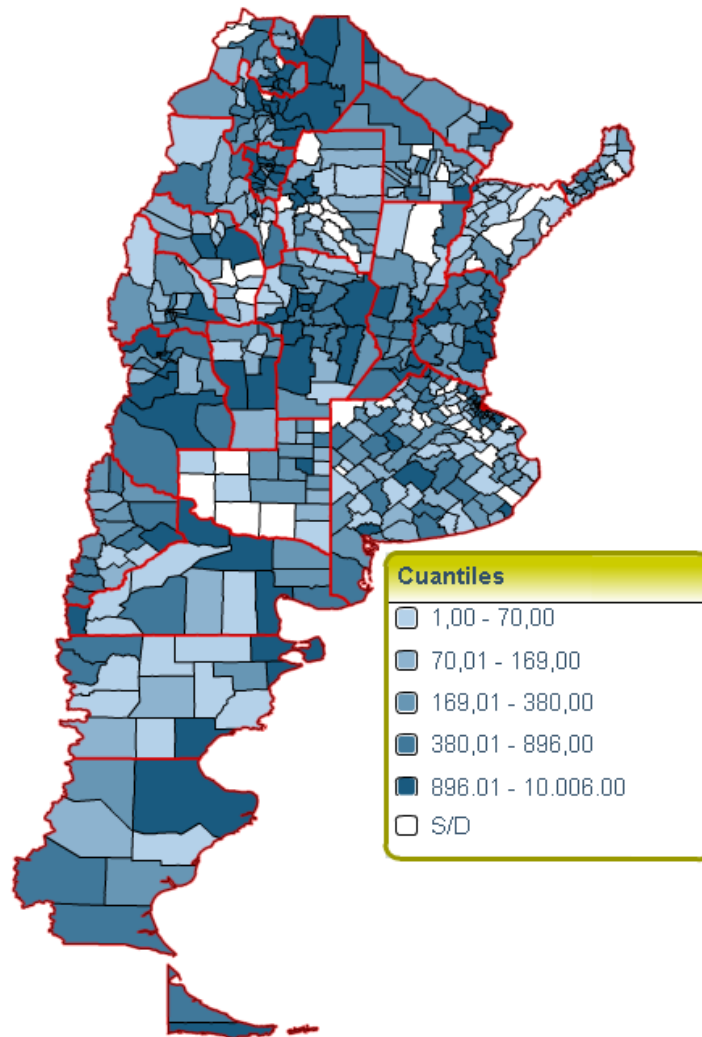 Cuantiles
1,00 - 70,00
70,01 - 169,00
169,01 - 380,00
380,01 - 896,00
896.01 - 10.006.00
S/D